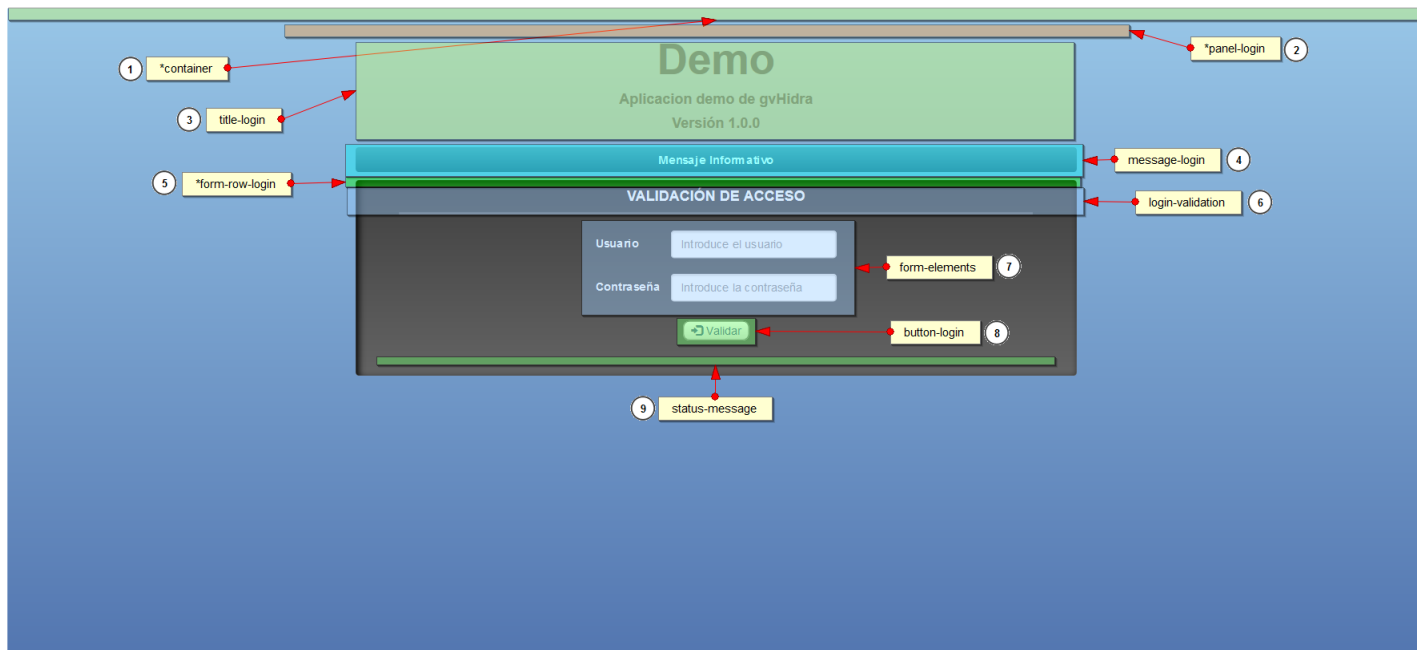 Demo
*panel-login 2
1 *container
Aplicacion demo de gvHidra
3 title-login
Versión 1.0.0
Mensaje Informativo
message-login 4
5 *form-row-login
VALIDACIÓN DE ACCESO
login-validation 6
Usuario Introduce el usuario
form-elements 7
Contraseña Introduce la contraseña
Validar
button-login 8
9 status-message